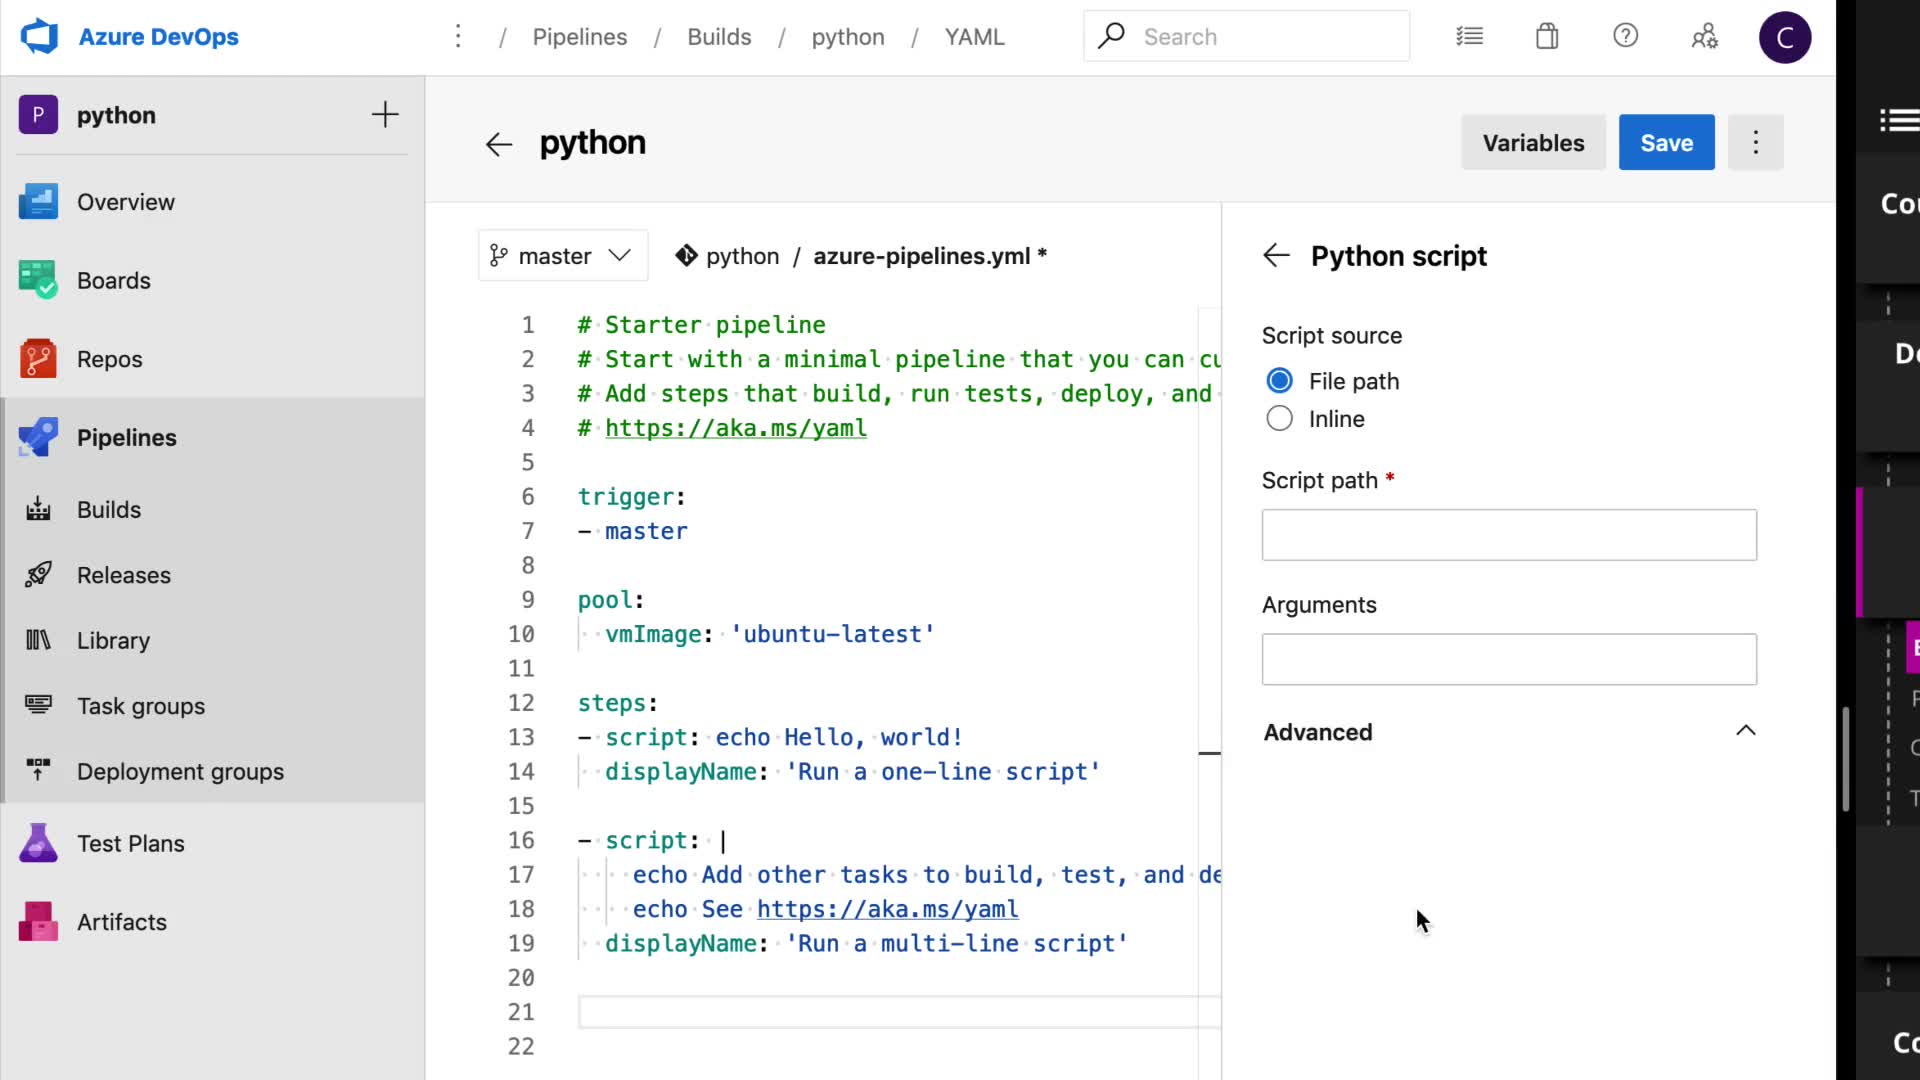 Azure DevOps
/ Pipelines / Builds / python / YAML
Search
C
P python
Overview
Boards
Repos
Pipelines
Builds
Releases
Library
Task groups
Deployment groups
Test Plans
Artifacts
python
Variables
Save
master
python / azure-pipelines.yml *
1 # Starter pipeline
2 # Start with a minimal pipeline that you can cu
3 # Add steps that build, run tests, deploy, and
4 # https://aka.ms/yaml
5
6 trigger:
7 - master
8
9 pool:
10 vmImage: 'ubuntu-latest'
11
12 steps:
13 - script: echo Hello, world!
14 displayName: 'Run a one-line script'
15
16 - script: |
17 echo Add other tasks to build, test, and de
18 echo See https://aka.ms/yaml
19 displayName: 'Run a multi-line script'
20
21
22
Python script
Script source
File path
Inline
Script path *
Arguments
Advanced